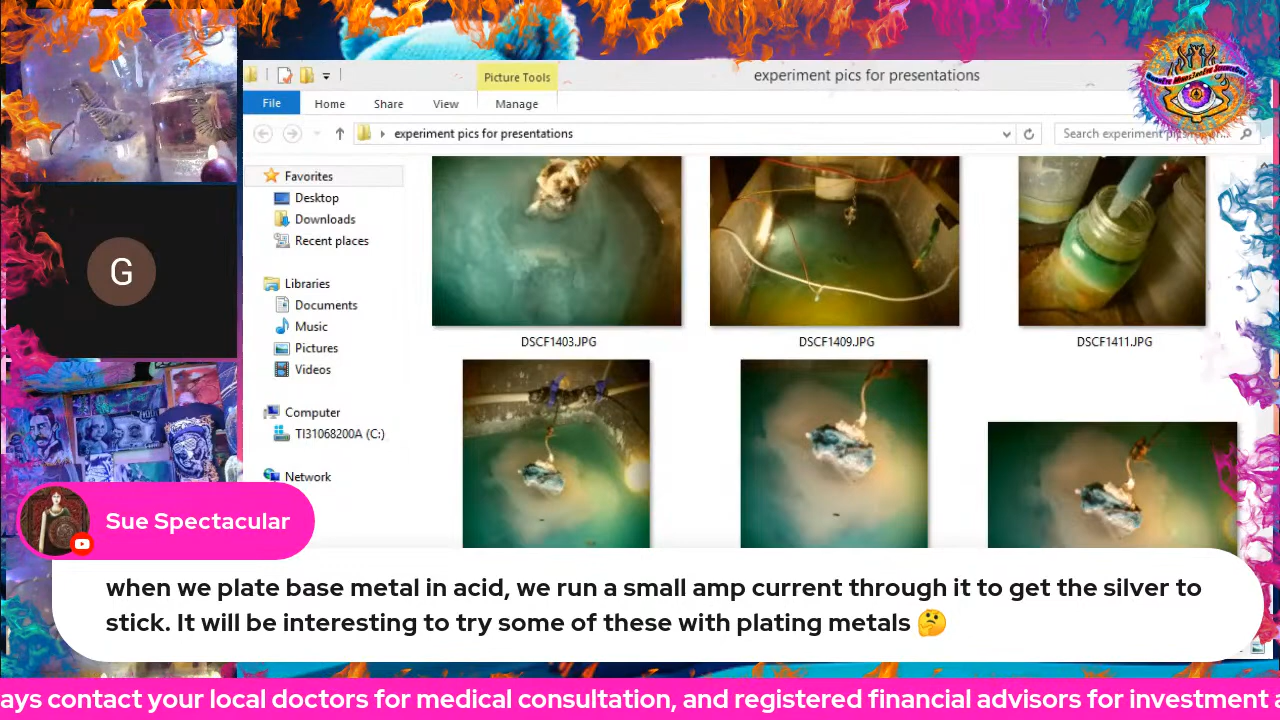 Picture Tools
experiment pics for presentations
File
Home
Share
View
Manage
experiment pics for presentations
Search experiment
Favorites
Desktop
Downloads
Recent places
Libraries
Documents
Music
Pictures
Videos
Computer
TI31068200A (C:)
Network
DSCF1403.JPG
DSCF1409.JPG
DSCF1411.JPG
G
Sue Spectacular
when we plate base metal in acid, we run a small amp current through it to get the silver to
stick. It will be interesting to try some of these with plating metals 🤔
ays contact your local doctors for medical consultation, and registered financial advisors for investment a